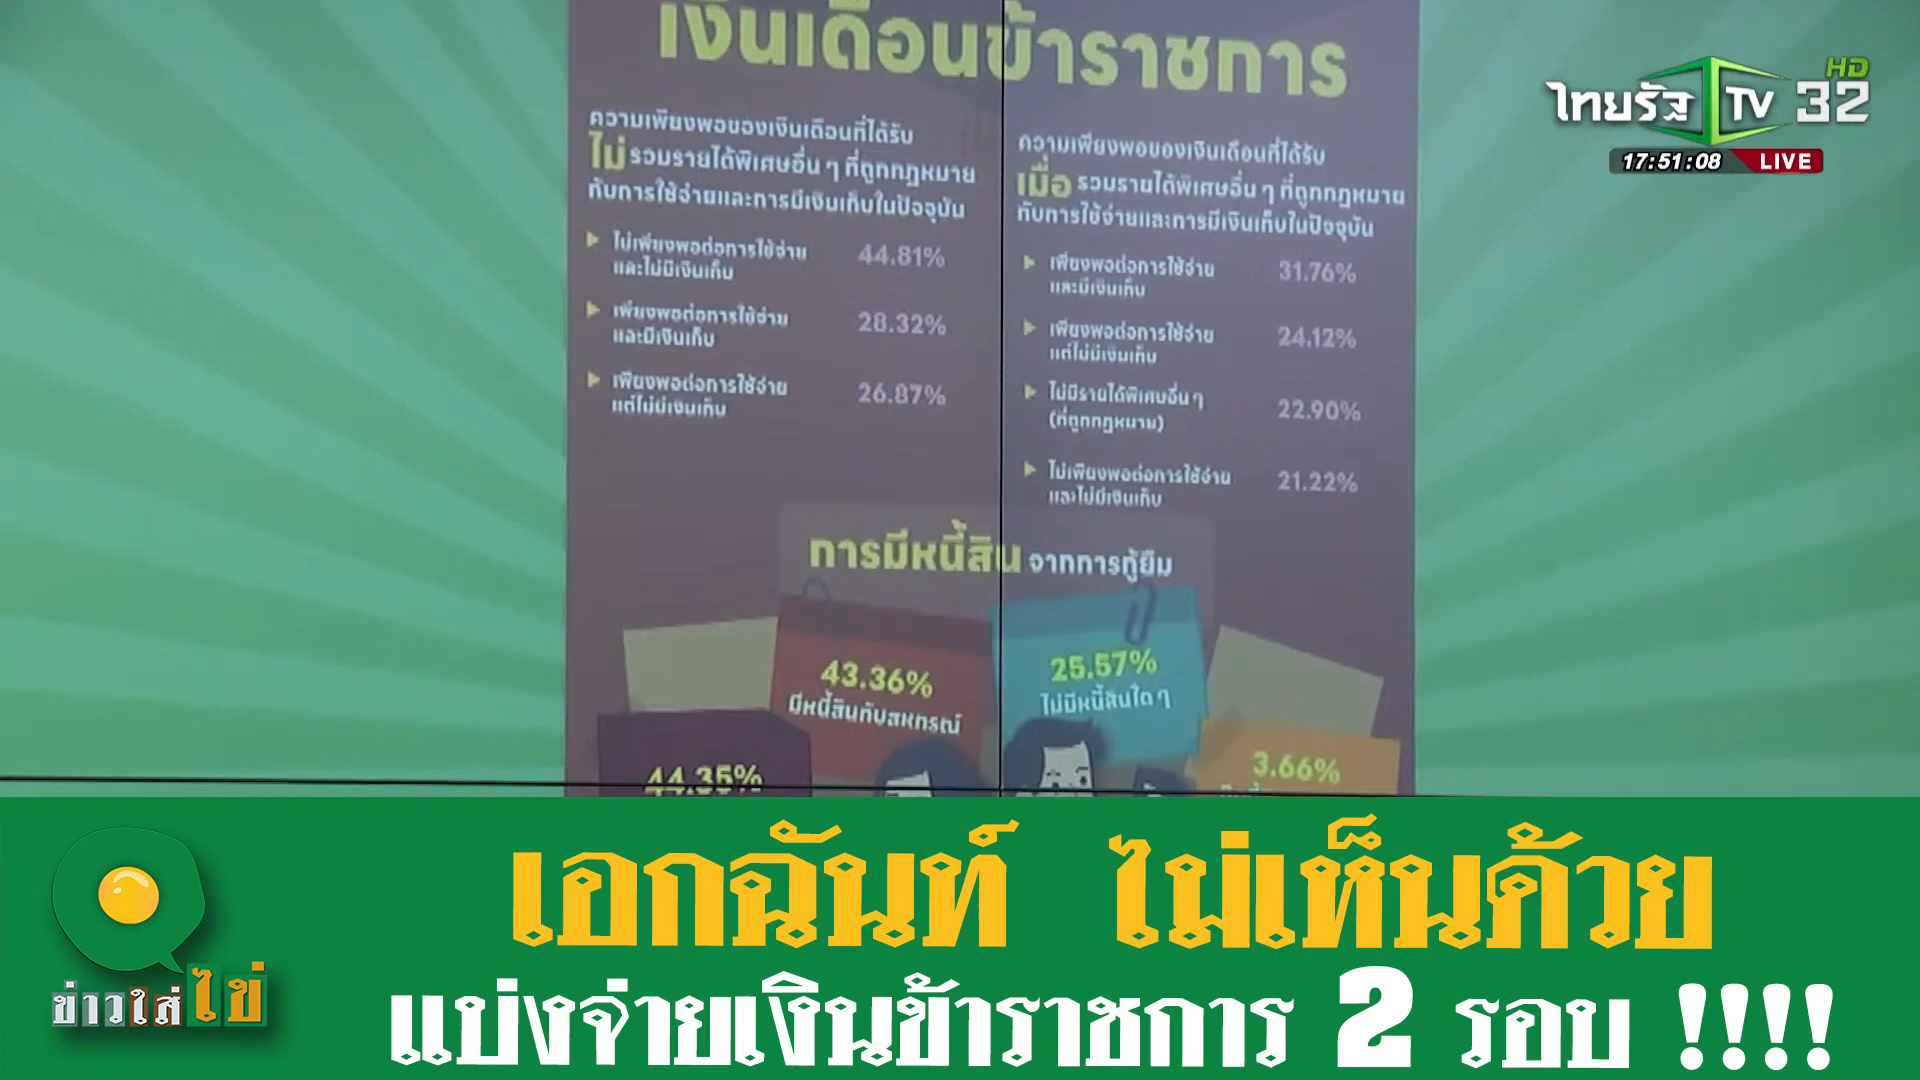 เงินเดือนข้าราชการ
ไทยรัฐ TV 32 HD
17:51:08 LIVE
ความเพียงพอของเงินเดือนที่ได้รับ
ไม่ รวมรายได้พิเศษอื่น ๆ ที่ถูกกฎหมาย
กับการใช้จ่ายและการมีเงินเก็บในปัจจุบัน
ไม่เพียงพอต่อการใช้จ่าย 44.81%
และไม่มีเงินเก็บ
เพียงพอต่อการใช้จ่าย 28.32%
และมีเงินเก็บ
เพียงพอต่อการใช้จ่าย 26.87%
แต่ไม่มีเงินเก็บ
ความเพียงพอของเงินเดือนที่ได้รับ
เมื่อ รวมรายได้พิเศษอื่น ๆ ที่ถูกกฎหมาย
กับการใช้จ่ายและการมีเงินเก็บในปัจจุบัน
เพียงพอต่อการใช้จ่าย 31.76%
และมีเงินเก็บ
เพียงพอต่อการใช้จ่าย 24.12%
แต่ไม่มีเงินเก็บ
ไม่มีรายได้พิเศษอื่น ๆ 22.90%
(ที่ถูกกฎหมาย)
ไม่เพียงพอต่อการใช้จ่าย 21.22%
และไม่มีเงินเก็บ
การมีหนี้สิน จากการกู้ยืม
43.36%
มีหนี้สินกับสหกรณ์
25.57%
ไม่มีหนี้สินใด ๆ
44.35%
3.66%
เอกฉันท์ ไม่เห็นด้วย
แบ่งจ่ายเงินข้าราชการ 2 รอบ !!!!
ข่าวใส่ไข่